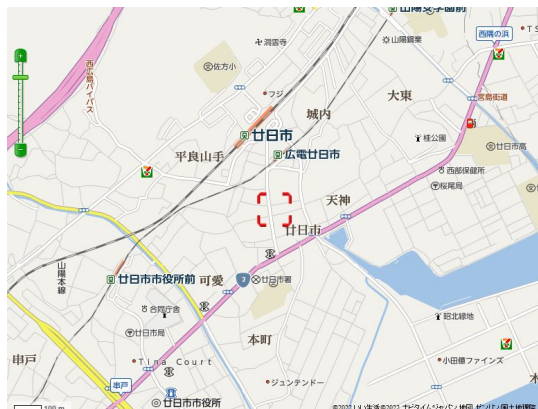 山陽女学園前
洞雲寺
山陽鋼業
西隅の浜
佐方小
西広島バイパス
フジ
城内
大東
宮島街道
廿日市
桂公園
廿日市高
平良山手
広電廿日市
西部保健所
桜尾局
天神
廿日市
山陽本線
廿日市市役所前
可愛
2
廿日市署
合同庁舎
昭北緑地
廿日市局
本町
串戸
Tina Court
小田億ファインズ
串戸
ジュンテンドー
廿日市市役所
100 m